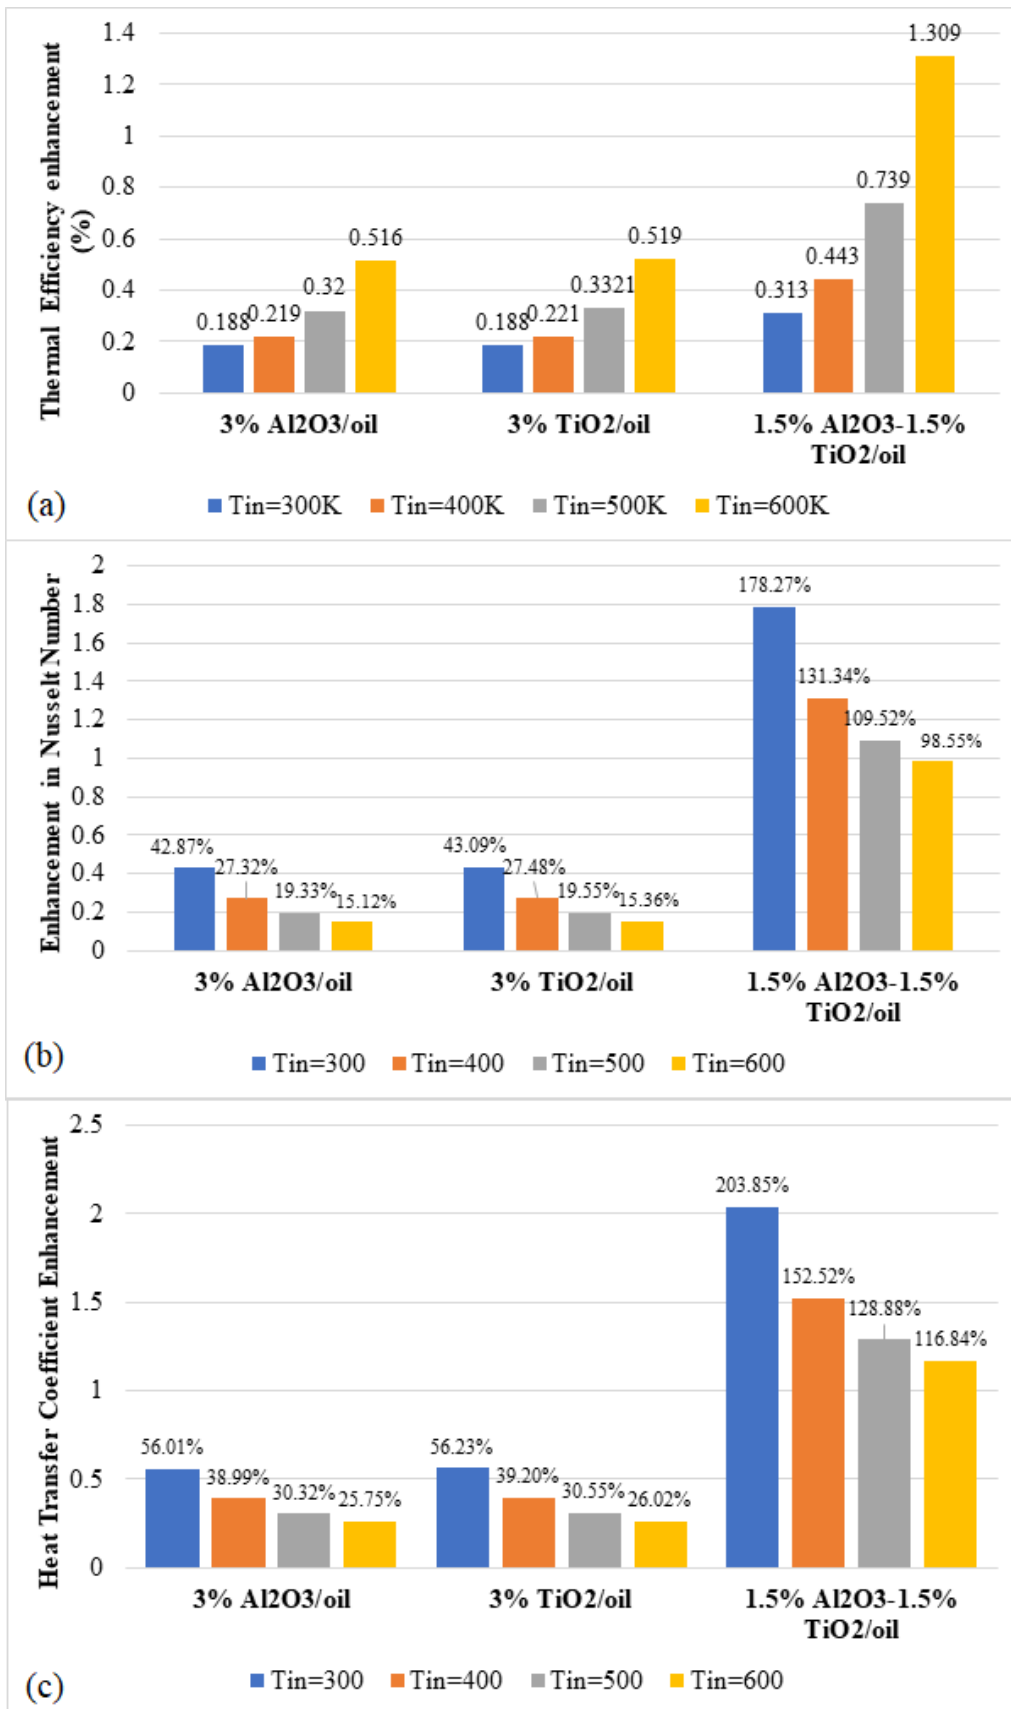 Thermal Efficiency enhancement
(%)
1.4
1.2
1
0.8
0.6
0.4
0.2
0
0.188
0.219
0.32
0.516
0.188
0.221
0.3321
0.519
0.313
0.443
0.739
1.309
3% Al2O3/oil
3% TiO2/oil
1.5% Al2O3-1.5%
TiO2/oil
(a)
Tin=300K
Tin=400K
Tin=500K
Tin=600K
Enhancement in Nusselt Number
2
1.8
1.6
1.4
1.2
1
0.8
0.6
0.4
0.2
0
42.87%
27.32%
19.33%
15.12%
43.09%
27.48%
19.55%
15.36%
178.27%
131.34%
109.52%
98.55%
3% Al2O3/oil
3% TiO2/oil
1.5% Al2O3-1.5%
TiO2/oil
(b)
Tin=300
Tin=400
Tin=500
Tin=600
Heat Transfer Coefficient Enhancement
2.5
2
1.5
1
0.5
0
56.01%
38.99%
30.32%
25.75%
56.23%
39.20%
30.55%
26.02%
203.85%
152.52%
128.88%
116.84%
3% Al2O3/oil
3% TiO2/oil
1.5% Al2O3-1.5%
TiO2/oil
(c)
Tin=300
Tin=400
Tin=500
Tin=600